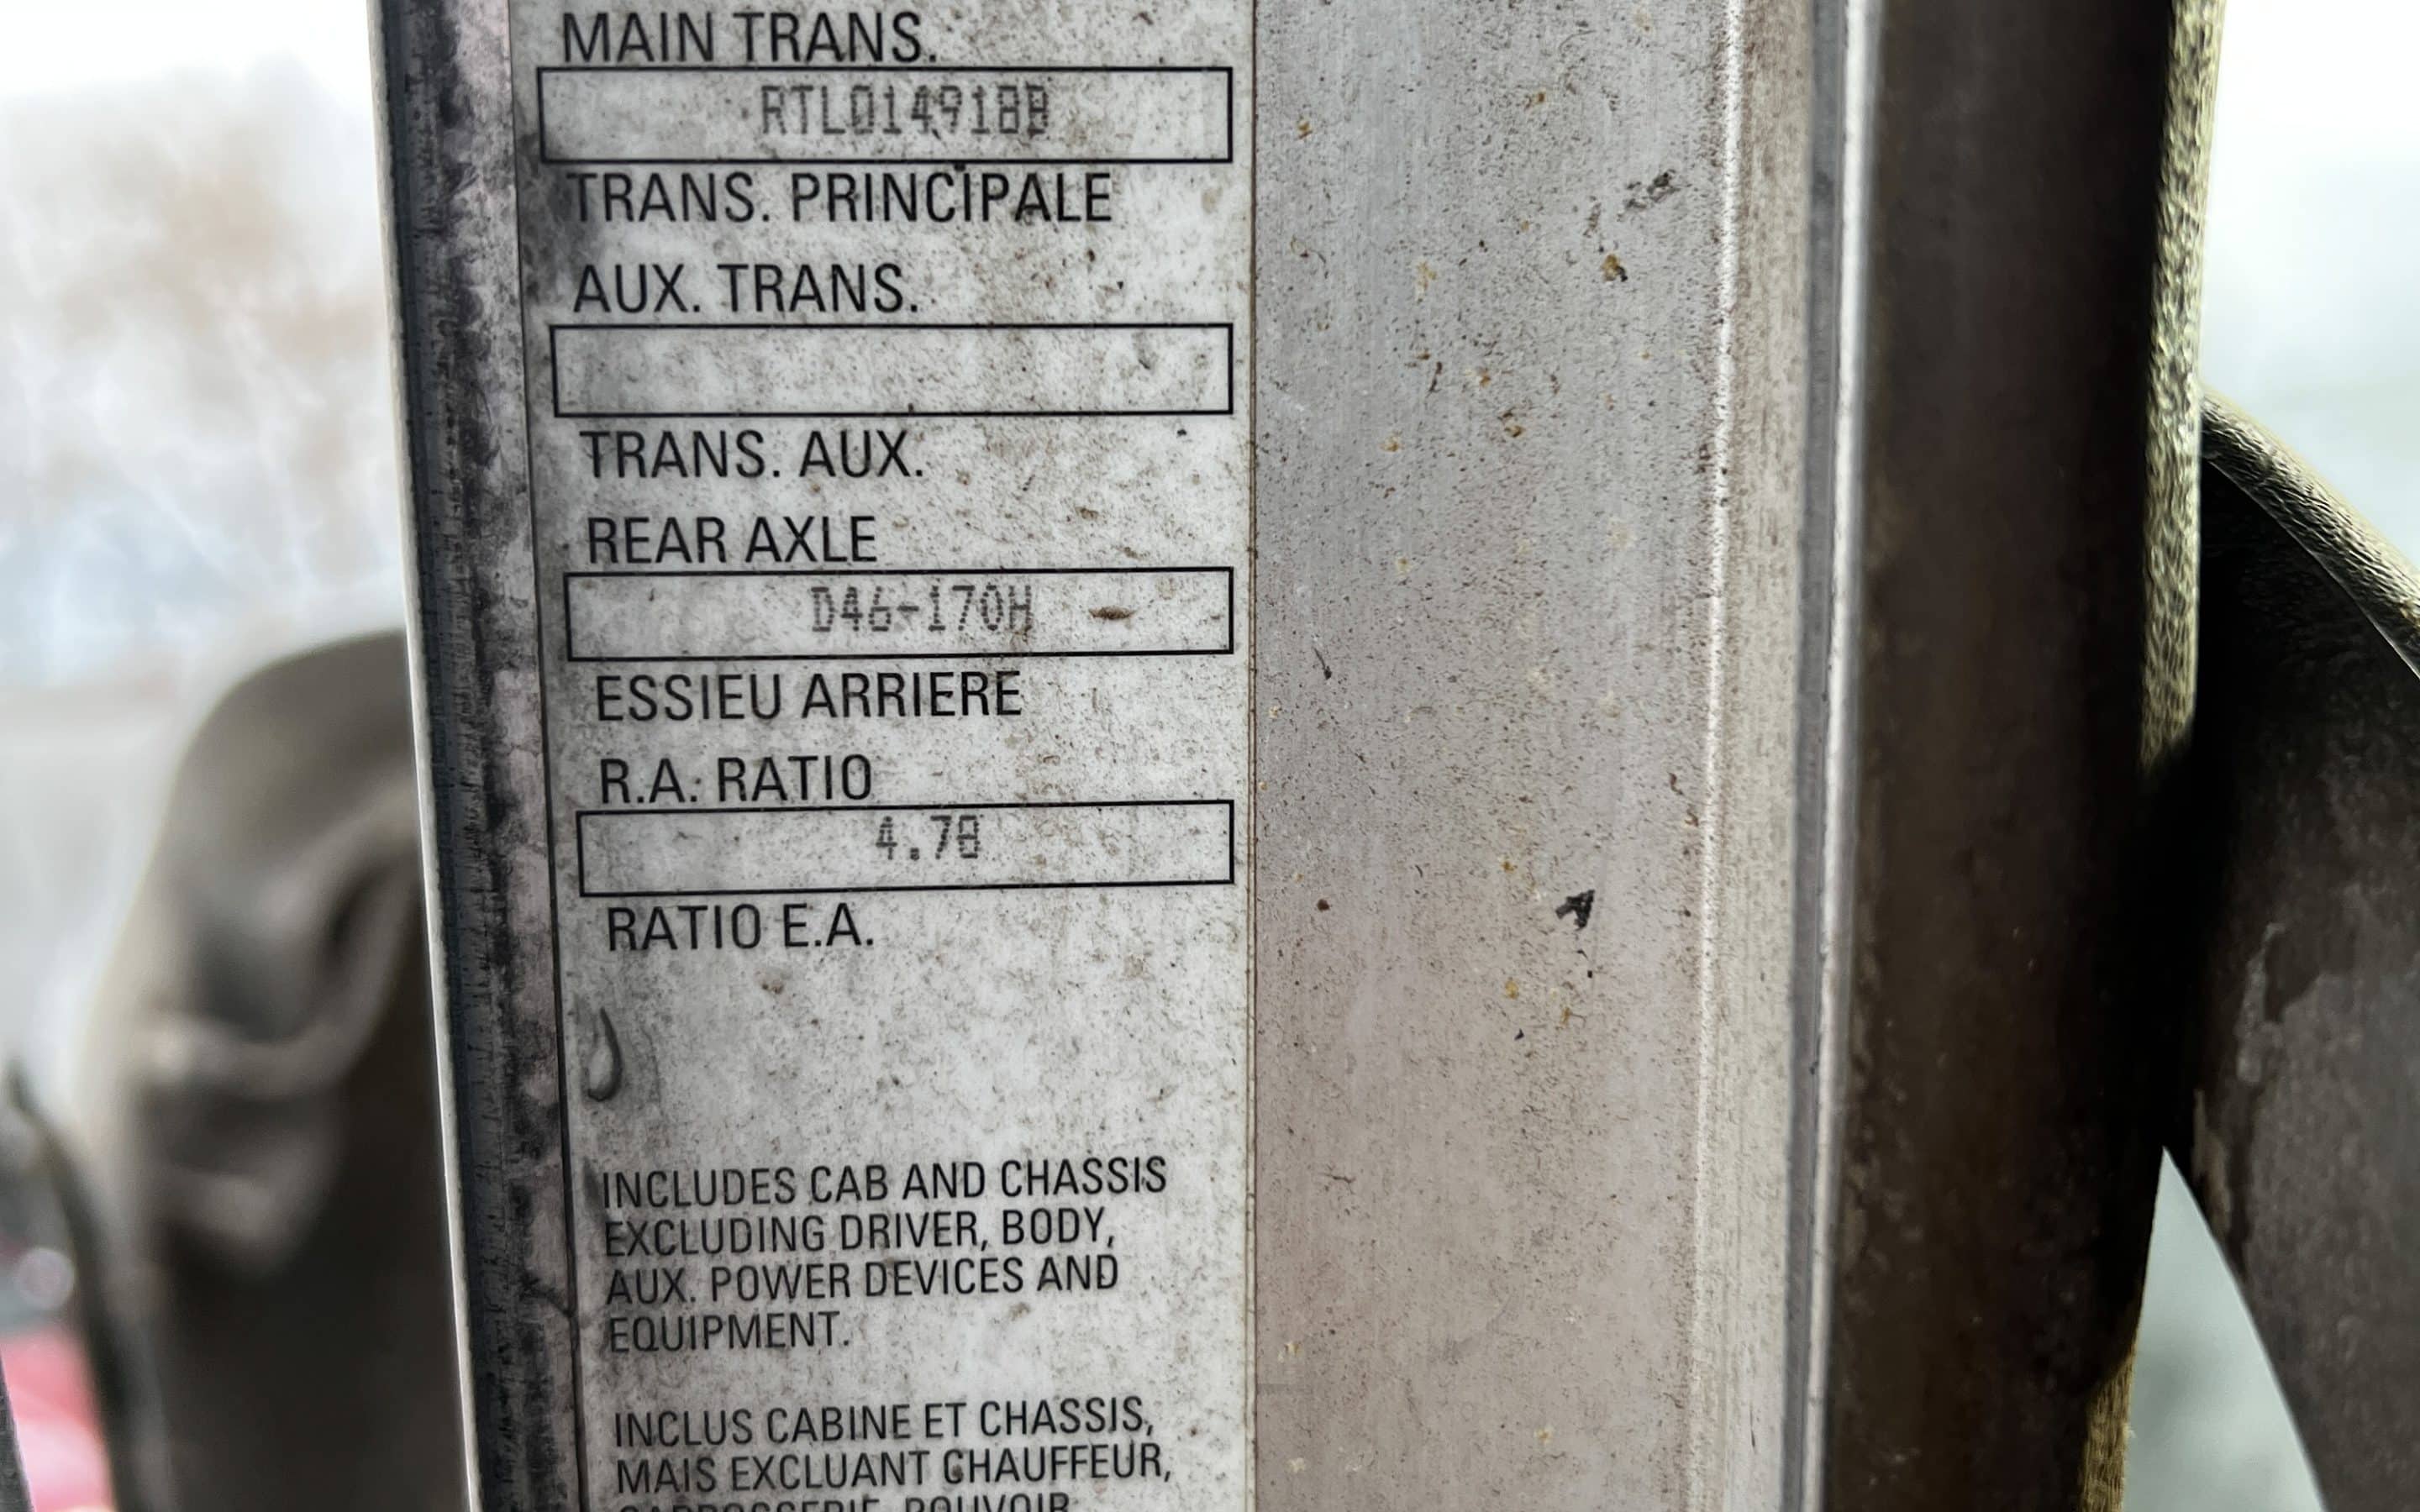 MAIN TRANS.
RTLO14918B
TRANS. PRINCIPALE
AUX. TRANS.
TRANS. AUX.
REAR AXLE
D46-170H
ESSIEU ARRIERE
R.A. RATIO
4.78
RATIO E.A.
INCLUDES CAB AND CHASSIS
EXCLUDING DRIVER, BODY,
AUX. POWER DEVICES AND
EQUIPMENT.
INCLUS CABINE ET CHASSIS,
MAIS EXCLUANT CHAUFFEUR,